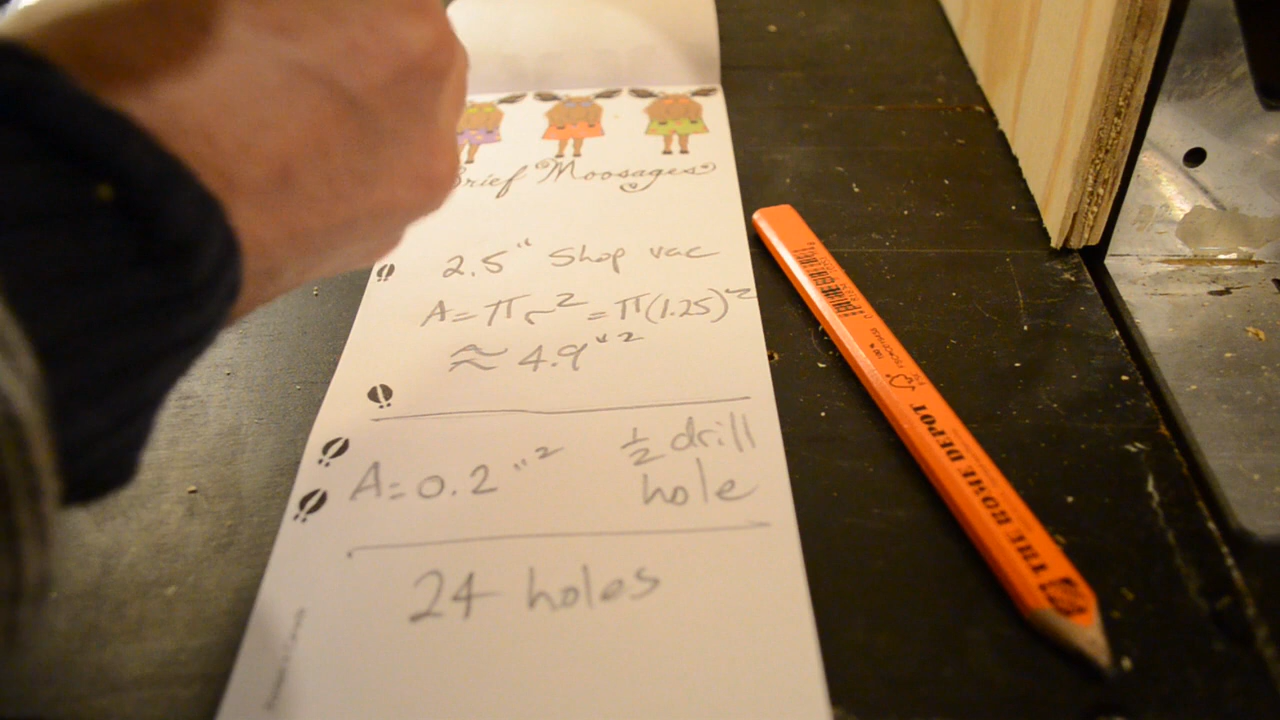 Brief Moosages
2.5" Shop vac
A = πr² = π(1.25)"²
≈ 4.9"²
A = 0.2"² ½ drill
hole
24 holes
THE HOME DEPOT